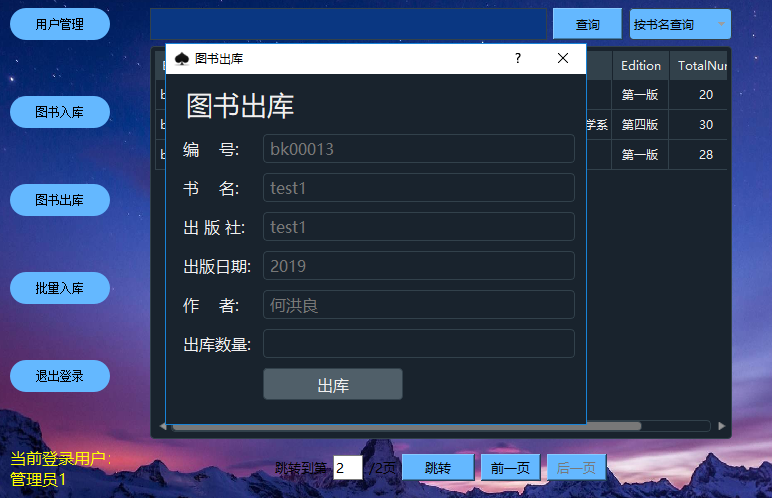 用户管理
查询
按书名查询
图书出库
?
Edition
TotalNu
图书入库
图书出库
第一版
20
编 号:
bk00013
学系
第四版
30
书 名:
test1
第一版
28
图书出库
出 版 社:
test1
出版日期:
2019
批量入库
作 者:
何洪良
出库数量:
退出登录
出库
当前登录用户:
管理员1
跳转到第 2 /2页
跳转
前一页
后一页